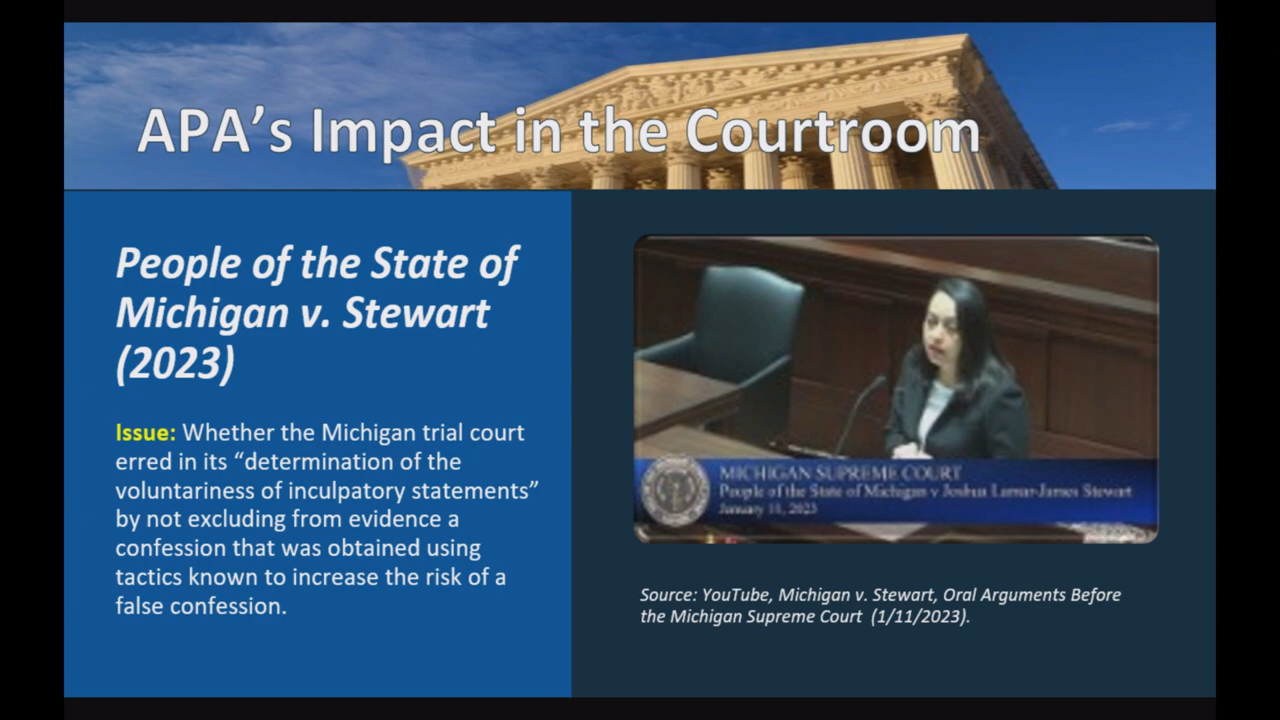 APA’s Impact in the Courtroom
People of the State of
Michigan v. Stewart
(2023)
Issue: Whether the Michigan trial court
erred in its “determination of the
voluntariness of inculpatory statements”
by not excluding from evidence a
confession that was obtained using
tactics known to increase the risk of a
false confession.
MICHIGAN SUPREME COURT
People of the State of Michigan v Joshua Lamar-James Stewart
January 11, 2023
Source: YouTube, Michigan v. Stewart, Oral Arguments Before
the Michigan Supreme Court (1/11/2023).